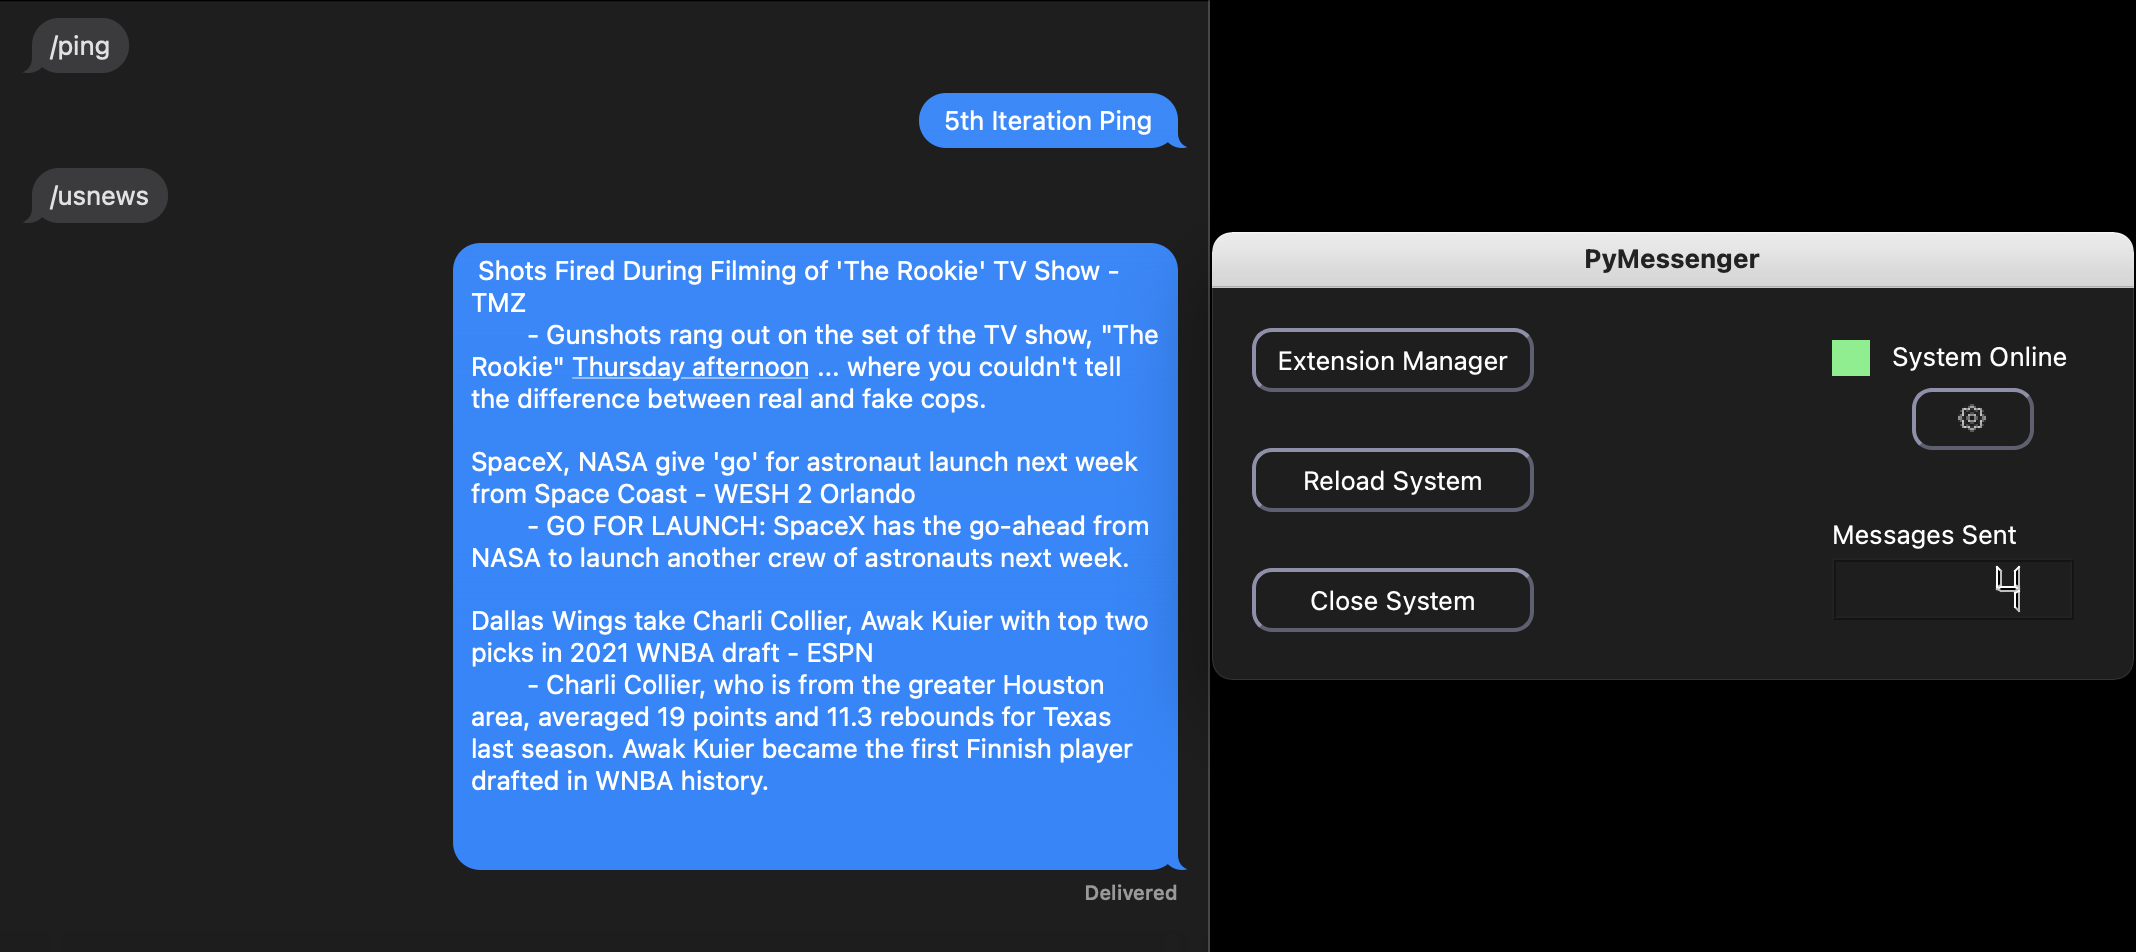 /ping
5th Iteration Ping
/usnews
Shots Fired During Filming of 'The Rookie' TV Show -
TMZ
- Gunshots rang out on the set of the TV show, "The
Rookie" Thursday afternoon ... where you couldn't tell
the difference between real and fake cops.
SpaceX, NASA give 'go' for astronaut launch next week
from Space Coast - WESH 2 Orlando
- GO FOR LAUNCH: SpaceX has the go-ahead from
NASA to launch another crew of astronauts next week.
Dallas Wings take Charli Collier, Awak Kuier with top two
picks in 2021 WNBA draft - ESPN
- Charli Collier, who is from the greater Houston
area, averaged 19 points and 11.3 rebounds for Texas
last season. Awak Kuier became the first Finnish player
drafted in WNBA history.
Delivered
PyMessenger
Extension Manager
System Online
Reload System
Messages Sent
4
Close System